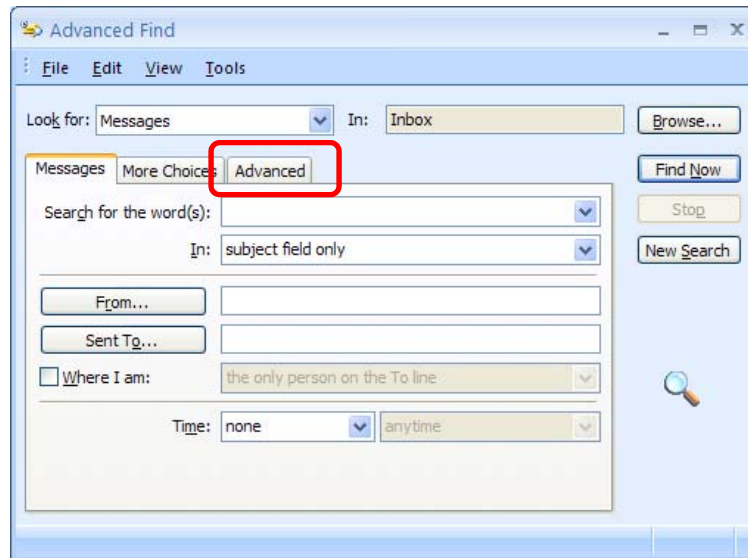 Advanced Find
File Edit View Tools
Look for: Messages In: Inbox Browse...
Messages More Choices Advanced Find Now
Search for the word(s): Stop
In: subject field only New Search
From...
Sent To...
Where I am: the only person on the To line
Time: none anytime